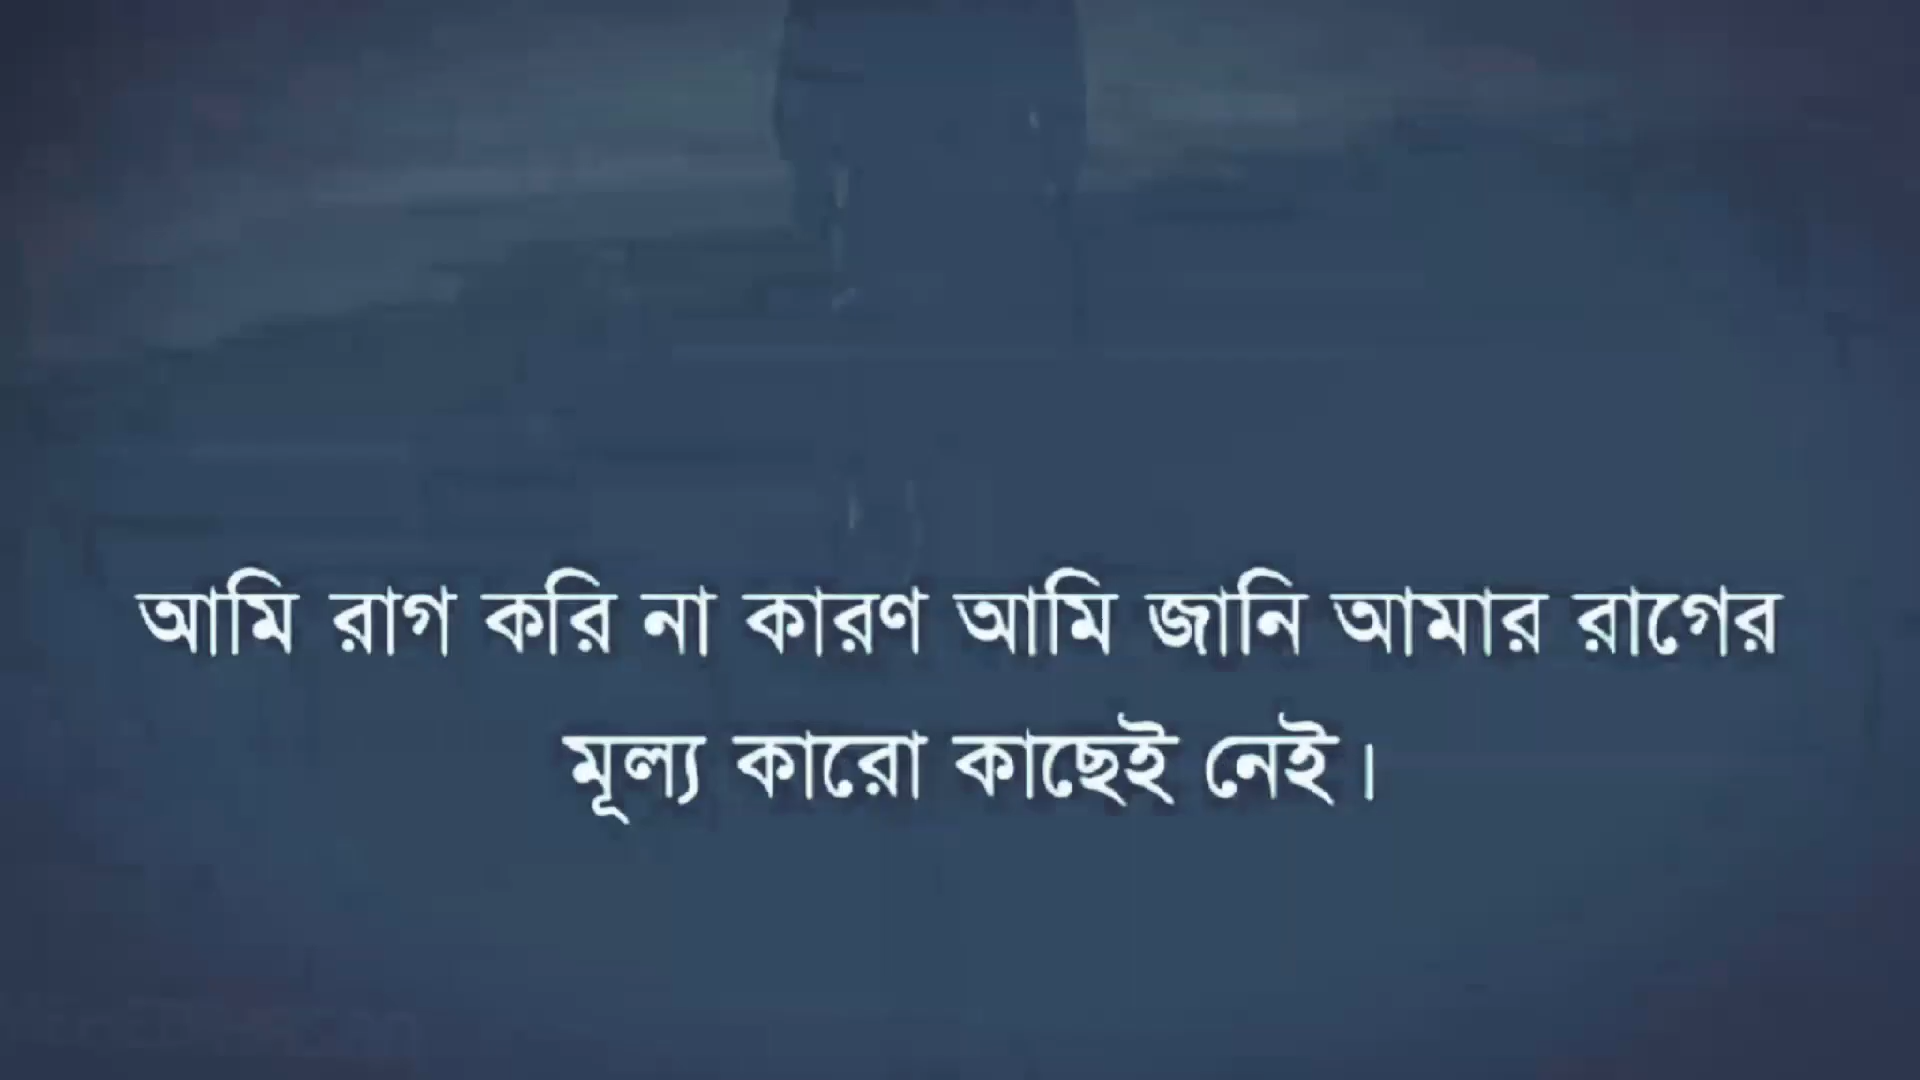 আমি রাগ করি না কারণ আমি জানি আমার রাগের
মূল্য কারো কাছেই নেই।